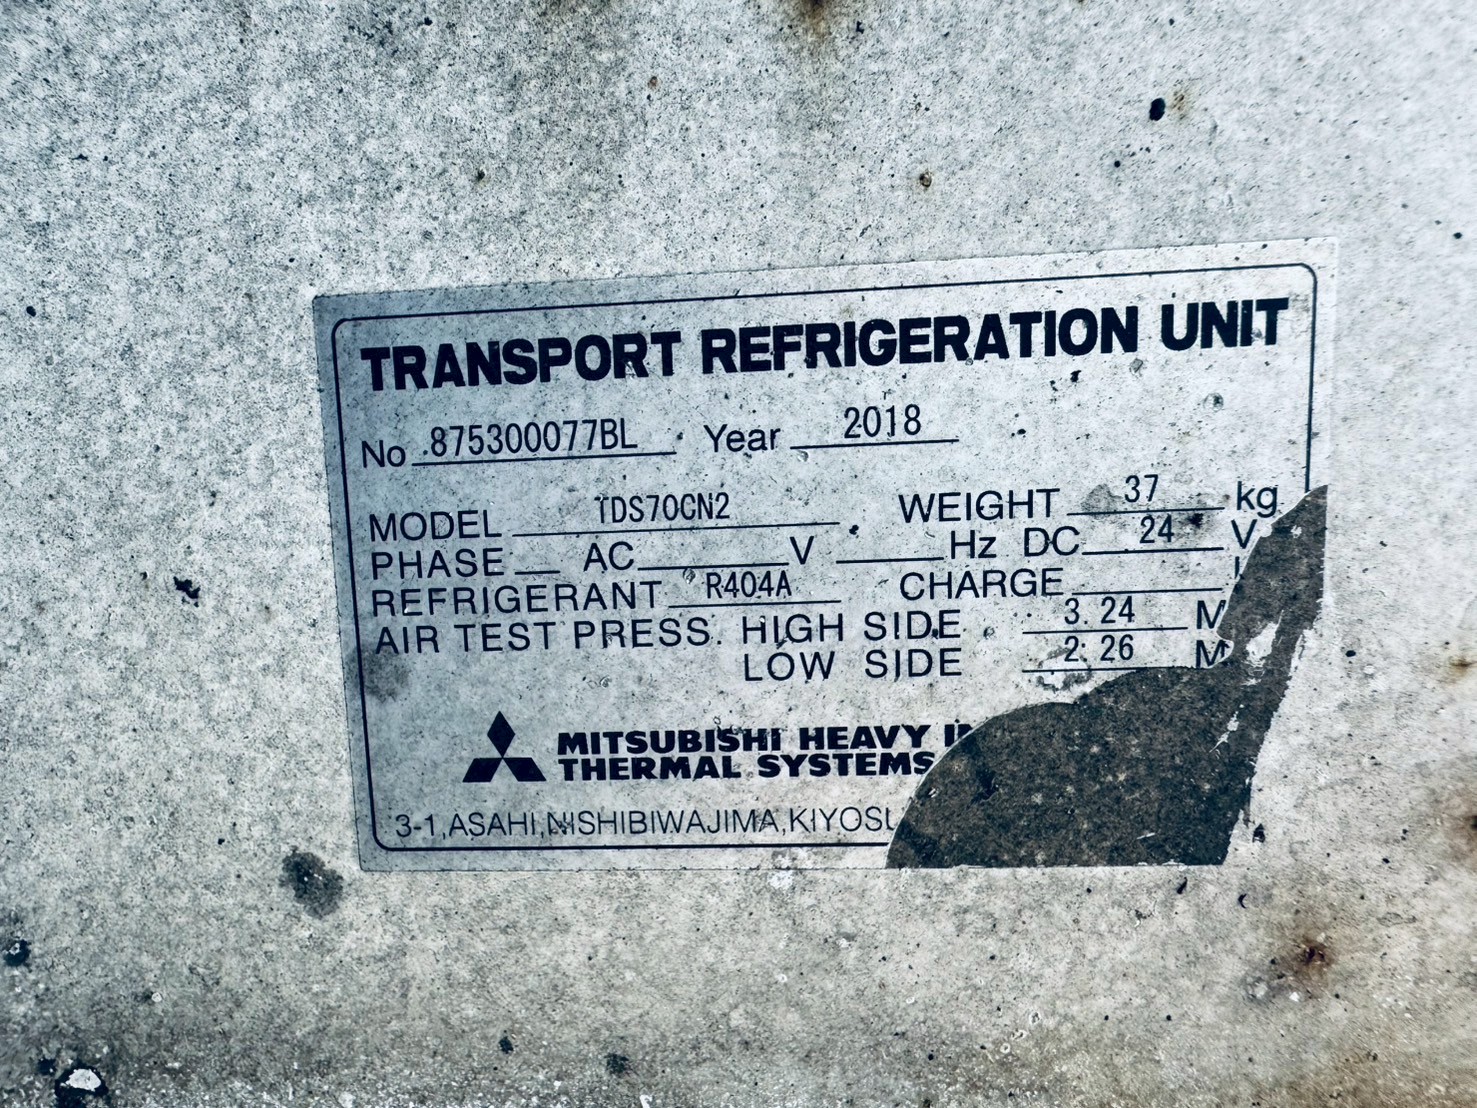 TRANSPORT REFRIGERATION UNIT
No .875300077BL Year 2018
MODEL TDS70CN2 WEIGHT 37 kg
PHASE AC V Hz DC 24 V
REFRIGERANT R404A CHARGE
AIR TEST PRESS. HIGH SIDE 3.24 M
LOW SIDE 2.26 M
MITSUBISHI HEAVY
THERMAL SYSTEMS
3-1,ASAHI,NISHIBIWAJIMA,KIYOSU